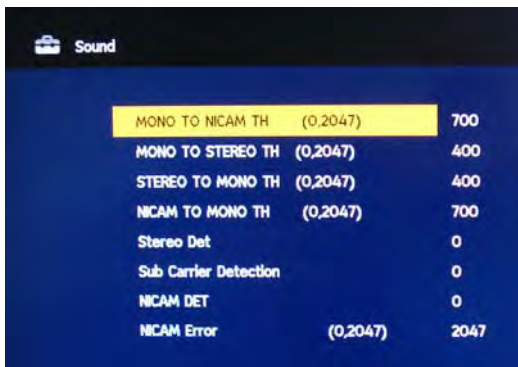 Sound
MONO TO NICAM TH (0,2047) 700
MONO TO STEREO TH (0,2047) 400
STEREO TO MONO TH (0,2047) 400
NICAM TO MONO TH (0,2047) 700
Stereo Det 0
Sub Carrier Detection 0
NICAM DET 0
NICAM Error (0,2047) 2047